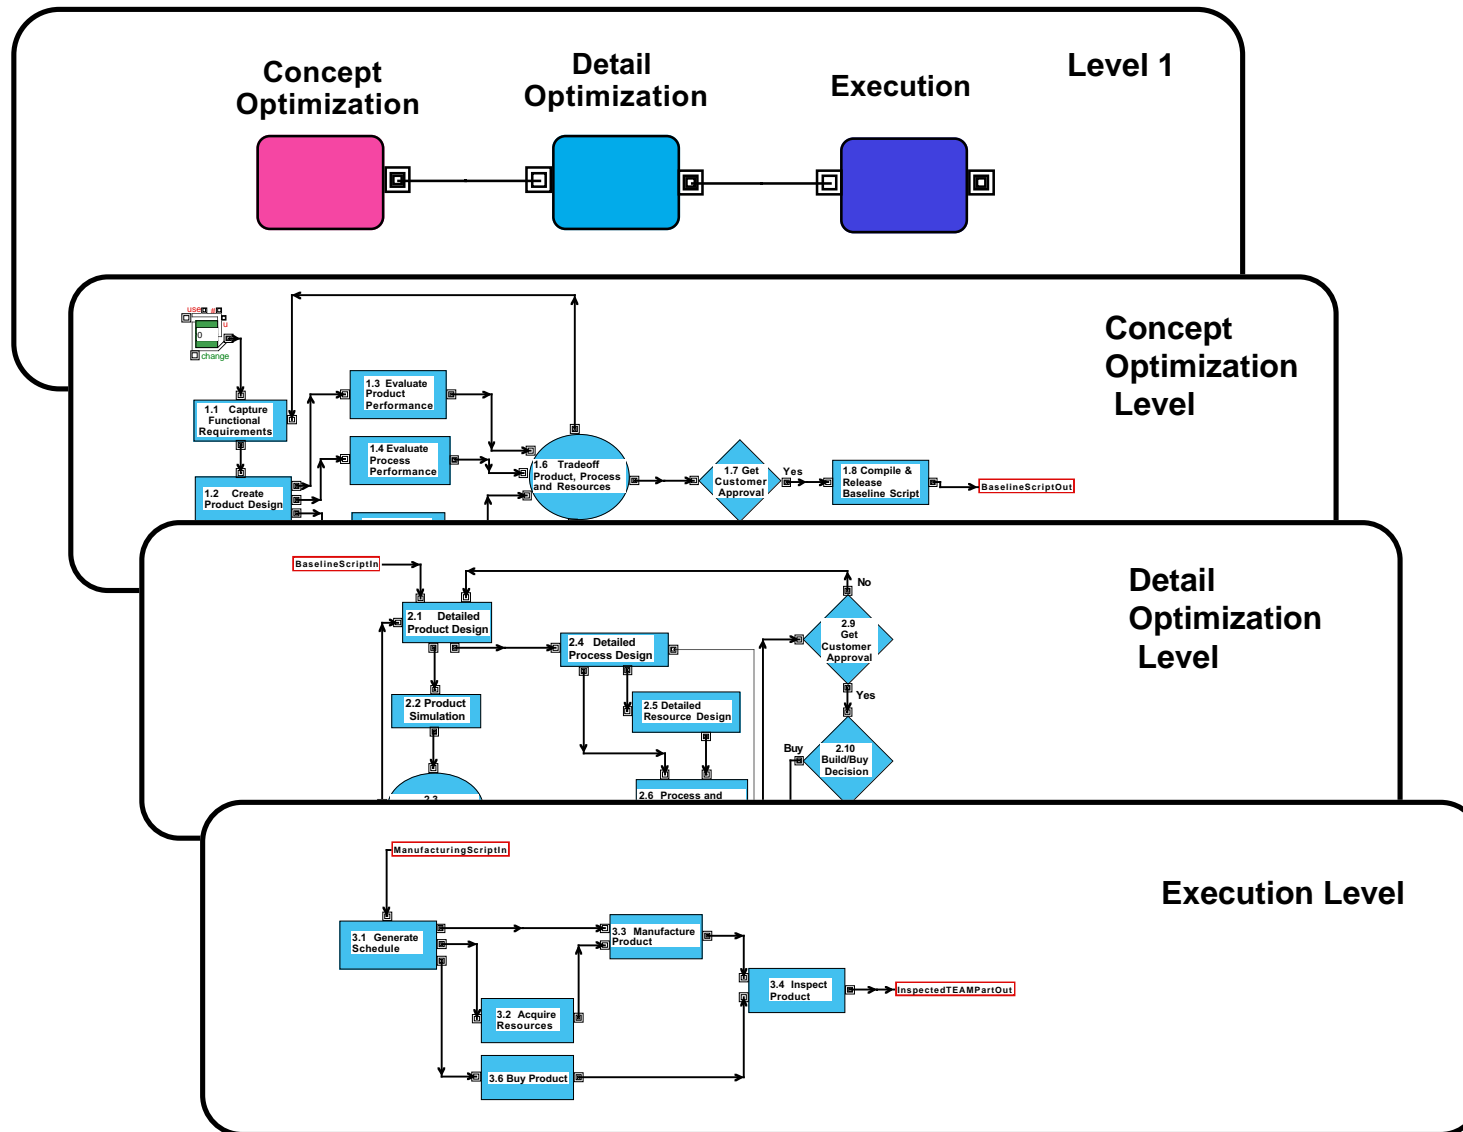 Level 1
Concept
Optimization
Detail
Optimization
Execution
Concept
Optimization
Level
use
#
u
0
change
1.1 Capture
Functional
Requirements
1.2 Create
Product Design
1.3 Evaluate
Product
Performance
1.4 Evaluate
Process
Performance
1.6 Tradeoff
Product, Process
and Resources
1.7 Get
Customer
Approval
Yes
1.8 Compile &
Release
Baseline Script
BaselineScriptOut
Detail
Optimization
Level
BaselineScriptIn
2.1 Detailed
Product Design
2.2 Product
Simulation
2.4 Detailed
Process Design
2.5 Detailed
Resource Design
2.6 Process and
No
2.9
Get
Customer
Approval
Yes
Buy
2.10
Build/Buy
Decision
Execution Level
ManufacturingScriptIn
3.1 Generate
Schedule
3.2 Acquire
Resources
3.3 Manufacture
Product
3.4 Inspect
Product
3.6 Buy Product
InspectedTEAMPartOut